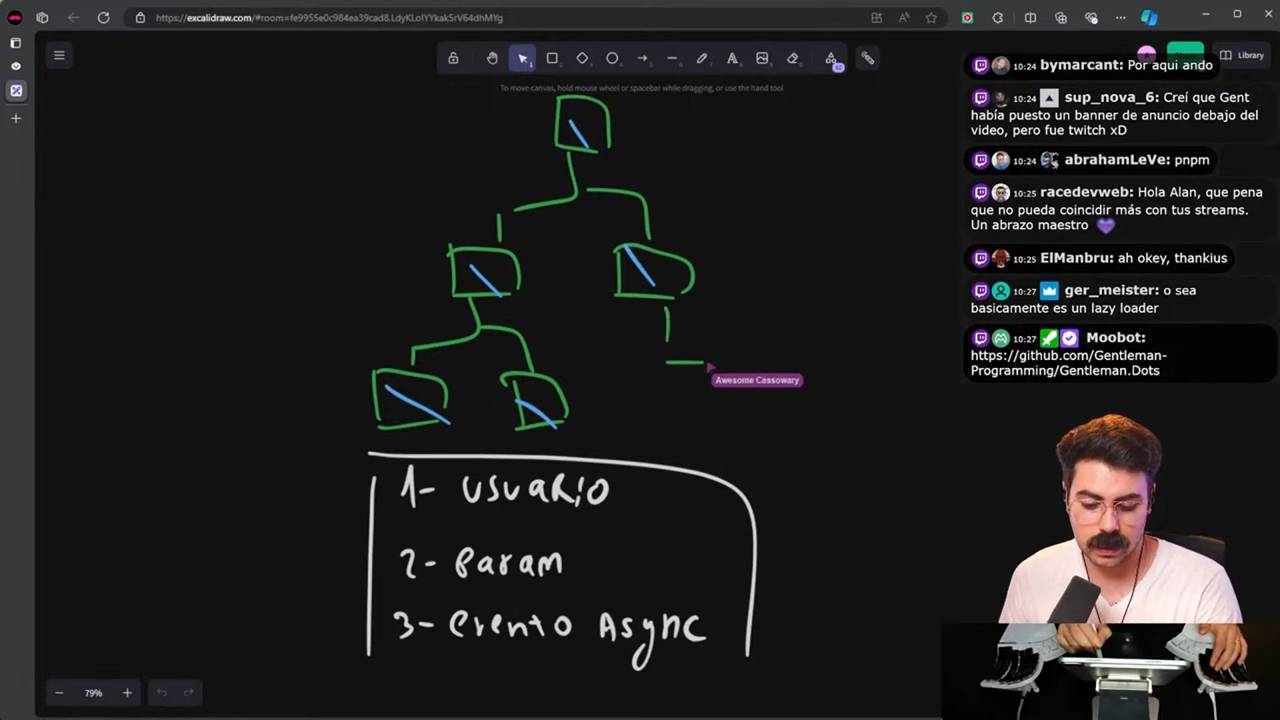 https://excalidraw.com/#room=fe9955e0c984ea39cad8,LdyKLolYYkak5rV64dhMYg
Library
To move canvas, hold mouse wheel or spacebar while dragging, or use the hand tool
AI
Awesome Cassowary
1- USUARIO
2- Param
3- Evento Async
79%
10:24 bymarcant: Por aqui ando
10:24 sup_nova_6: Creí que Gent
había puesto un banner de anuncio debajo del
video, pero fue twitch xD
10:24 abrahamLeVe: pnpm
10:25 racedevweb: Hola Alan, que pena
que no pueda coincidir más con tus streams.
Un abrazo maestro
10:25 ElManbru: ah okey, thankius
10:27 ger_meister: o sea
basicamente es un lazy loader
10:27 Moobot:
https://github.com/Gentleman-
Programming/Gentleman.Dots